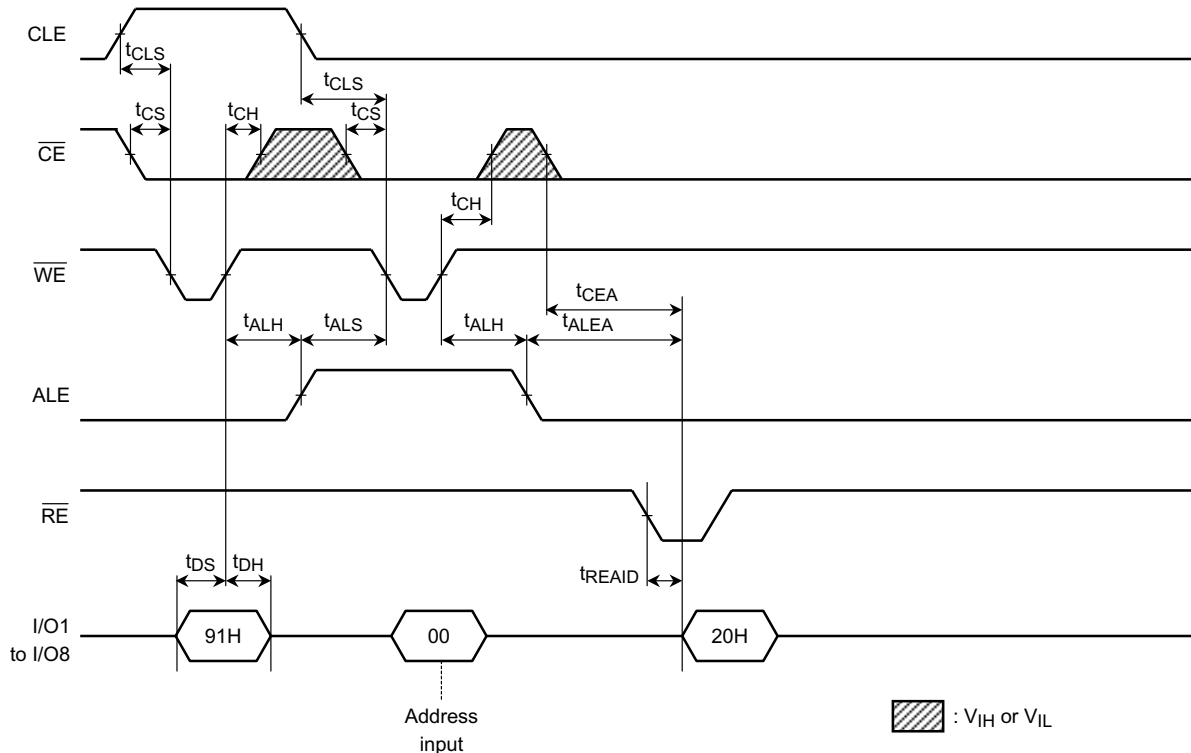 CLE
tCLS
tCLS
tCS
tCH
tCS
CE
tCH
WE
tCEA
tALH
tALS
tALH
tALEA
ALE
RE
tDS
tDH
tREAID
I/O1
to I/O8
91H
00
20H
Address
input
: VIH or VIL